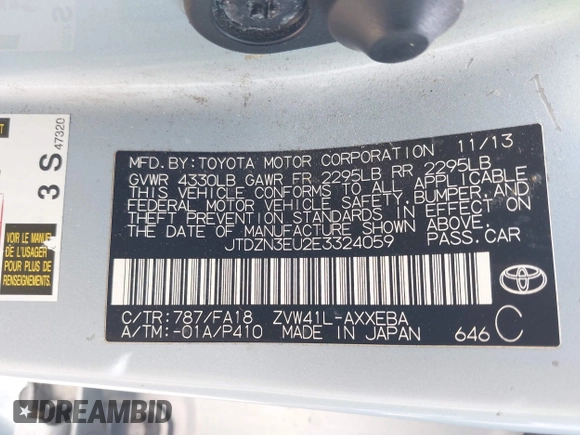 MFD.BY:TOYOTA MOTOR CORPORATION 11/13
GVWR 4330LB GAWR FR 2295LB RR 2295LB
THIS VEHICLE CONFORMS TO ALL APPLICABLE
FEDERAL MOTOR VEHICLE SAFETY, BUMPER, AND
THEFT PREVENTION STANDARDS IN EFFECT ON
THE DATE OF MANUFACTURE SHOWN ABOVE.
JTDZN3EU2E3324059 PASS.CAR
C/TR:787/FA18 ZVW41L-AXXEBA
A/TM:-01A/P410 MADE IN JAPAN 646 C
3 S 47320
VOIR LE MANUEL
DE L'USAGER
POUR PLUS DE
RENSEIGNEMENTS
DREAMBID